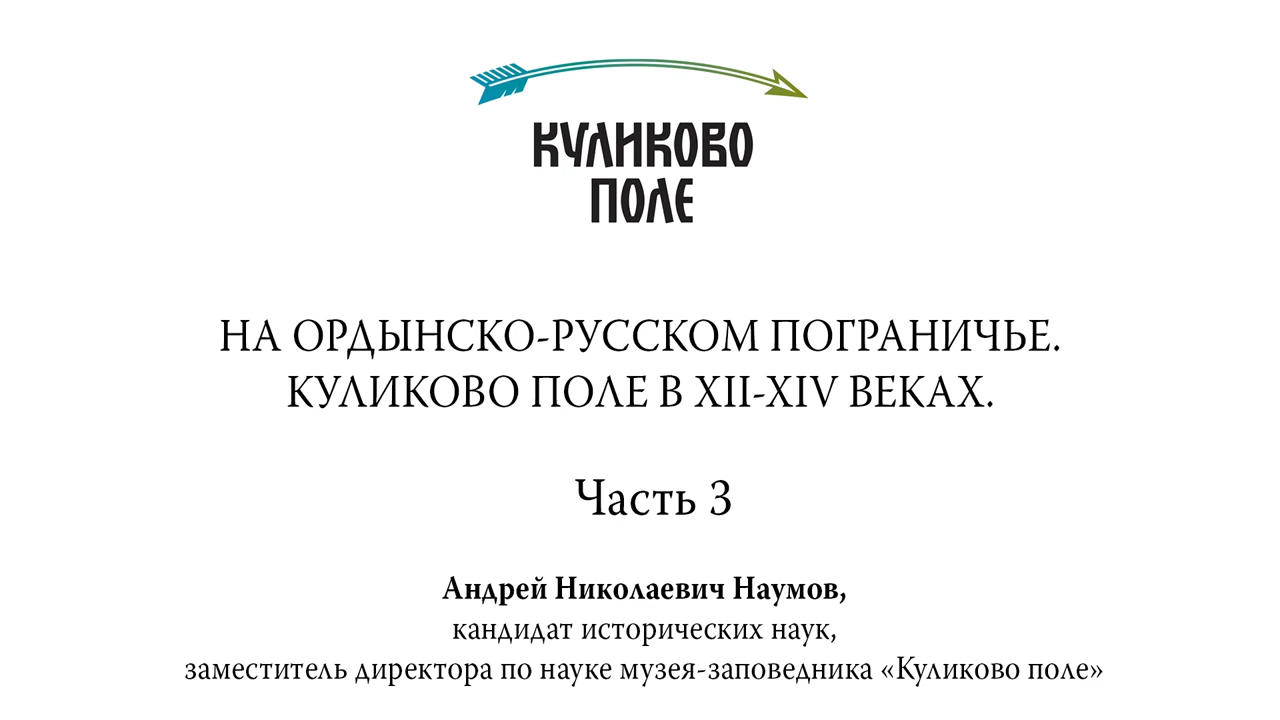 КУЛИКОВО
ПОЛЕ
НА ОРДЫНСКО-РУССКОМ ПОГРАНИЧЬЕ.
КУЛИКОВО ПОЛЕ В XII-XIV ВЕКАХ.
Часть 3
Андрей Николаевич Наумов,
кандидат исторических наук,
заместитель директора по науке музея-заповедника «Куликово поле»